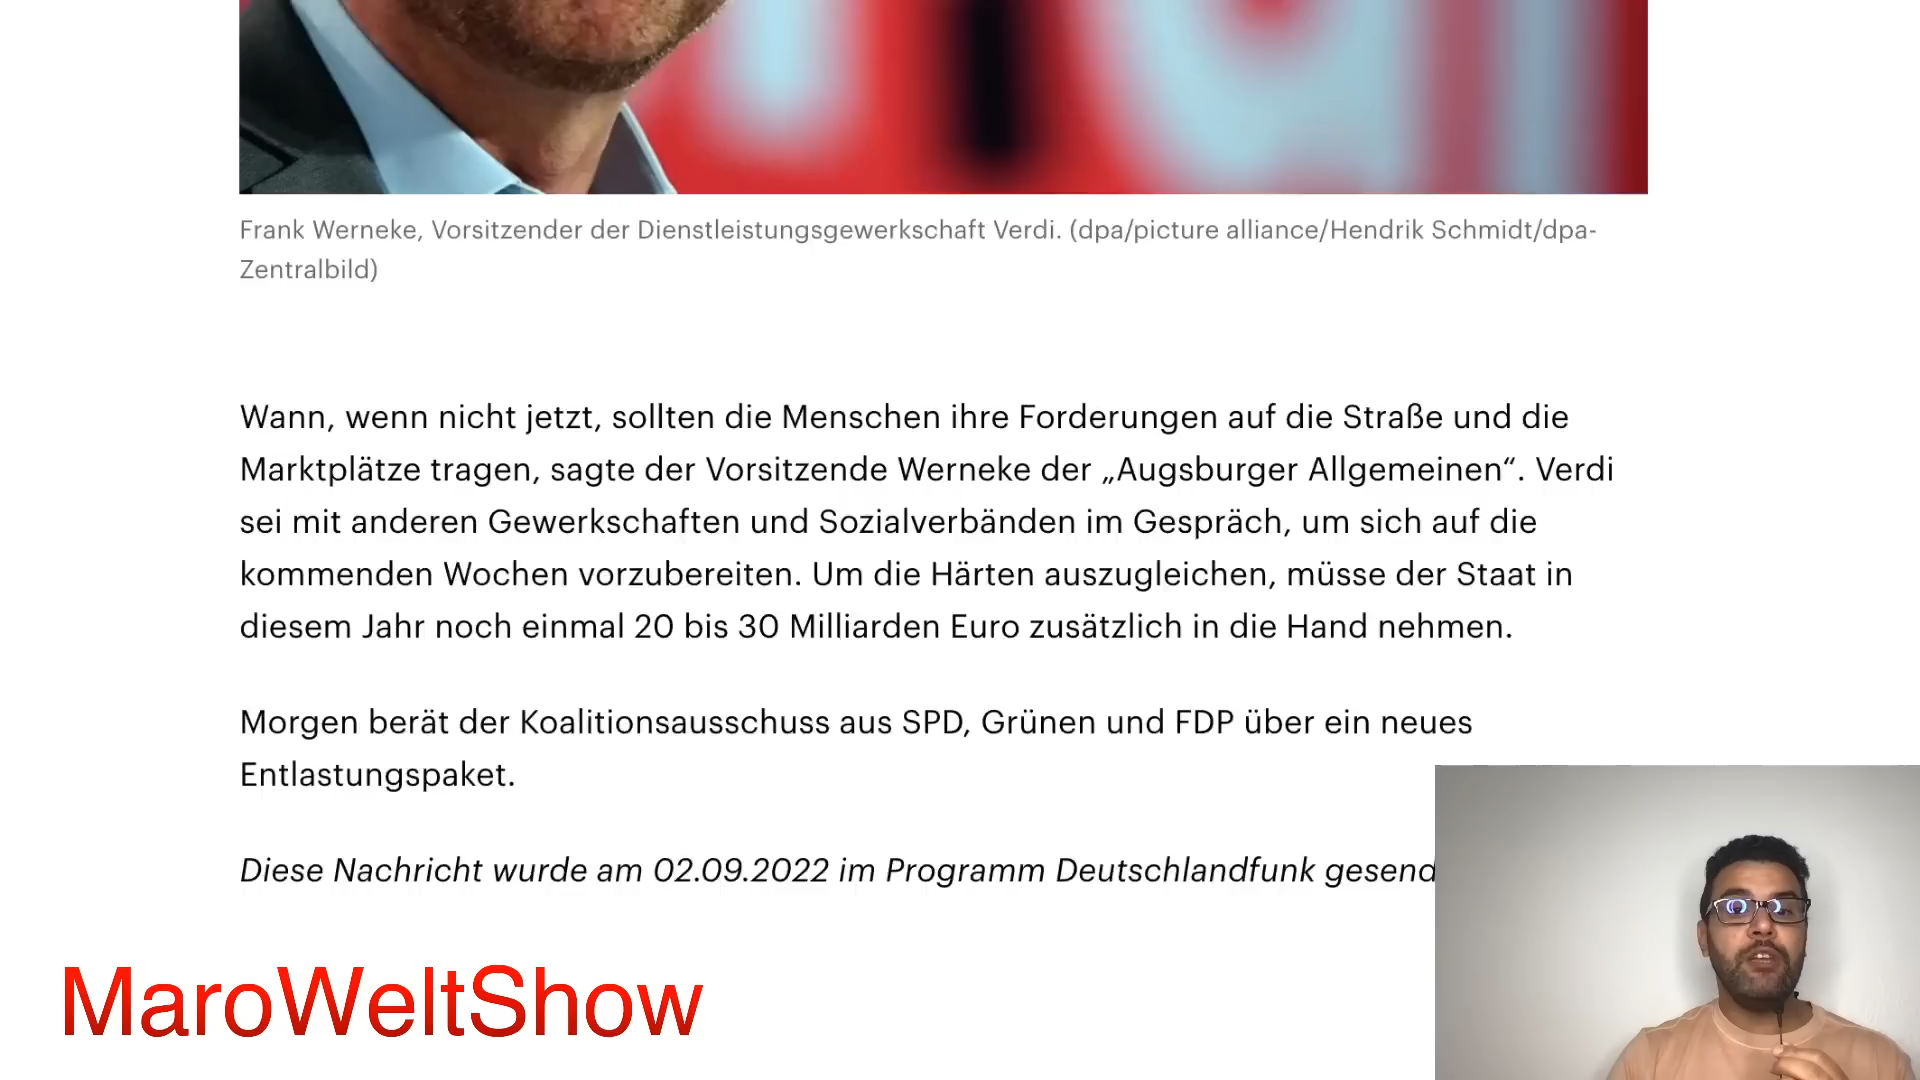 Frank Werneke, Vorsitzender der Dienstleistungsgewerkschaft Verdi. (dpa/picture alliance/Hendrik Schmidt/dpa-
Zentralbild)
Wann, wenn nicht jetzt, sollten die Menschen ihre Forderungen auf die Straße und die
Marktplätze tragen, sagte der Vorsitzende Werneke der „Augsburger Allgemeinen“. Verdi
sei mit anderen Gewerkschaften und Sozialverbänden im Gespräch, um sich auf die
kommenden Wochen vorzubereiten. Um die Härten auszugleichen, müsse der Staat in
diesem Jahr noch einmal 20 bis 30 Milliarden Euro zusätzlich in die Hand nehmen.
Morgen berät der Koalitionsausschuss aus SPD, Grünen und FDP über ein neues
Entlastungspaket.
Diese Nachricht wurde am 02.09.2022 im Programm Deutschlandfunk gesend
MaroWeltShow